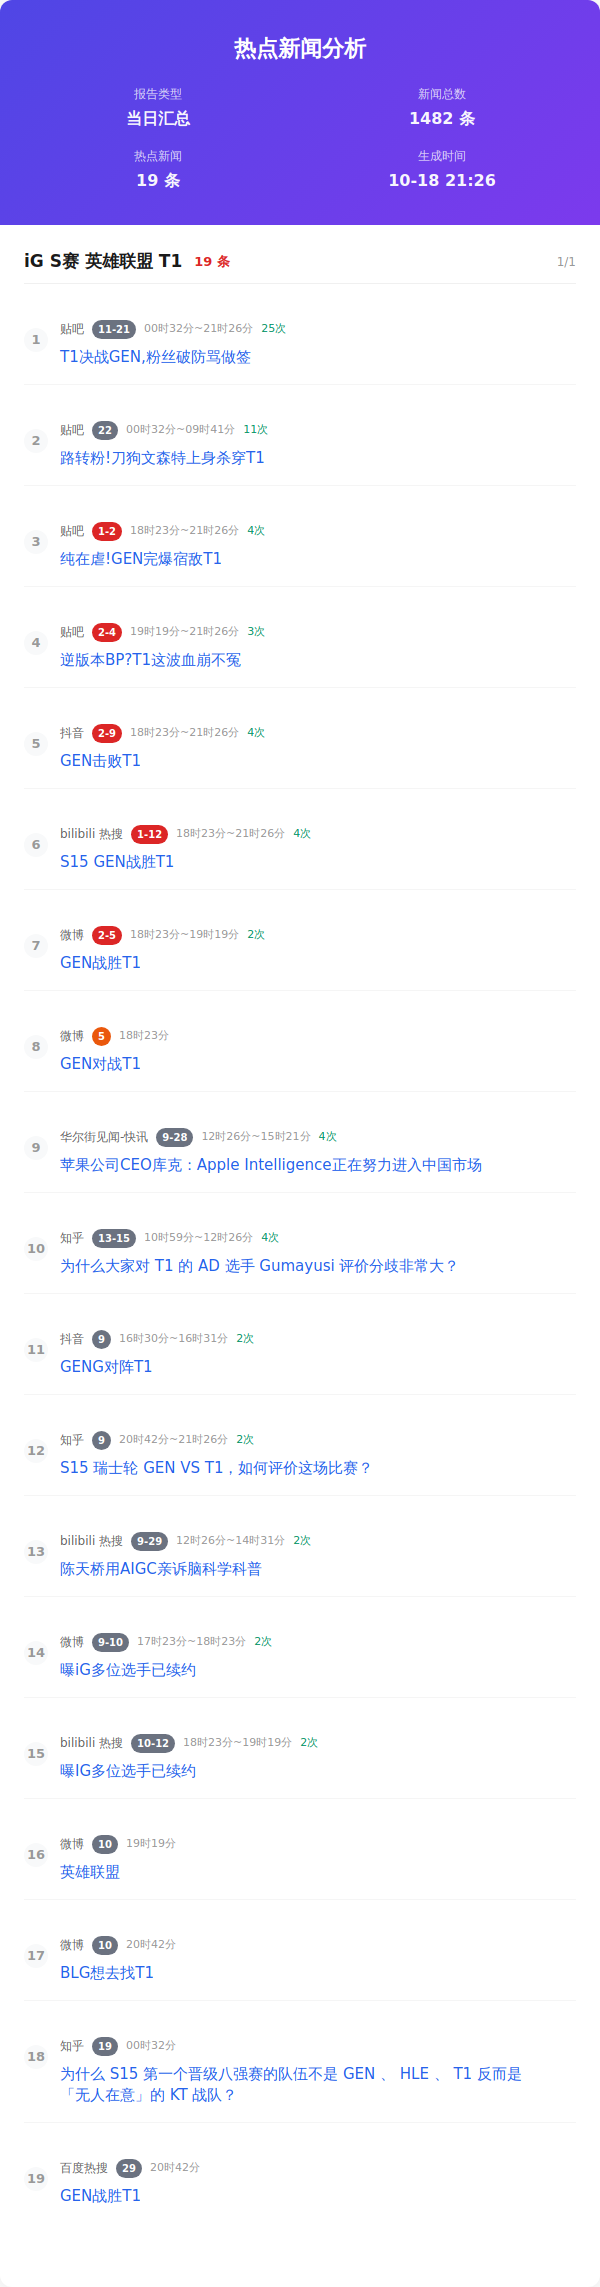 热点新闻分析
报告类型
新闻总数
当日汇总
1482 条
热点新闻
生成时间
19 条
10-18 21:26
iG S赛 英雄联盟 T1 19 条 1/1
贴吧 11-21 00时32分~21时26分 25次
1
T1决战GEN,粉丝破防骂做签
贴吧 22 00时32分~09时41分 11次
2
路转粉!刀狗文森特上身杀穿T1
贴吧 1-2 18时23分~21时26分 4次
3
纯在虐!GEN完爆宿敌T1
贴吧 2-4 19时19分~21时26分 3次
4
逆版本BP?T1这波血崩不冤
抖音 2-9 18时23分~21时26分 4次
5
GEN击败T1
bilibili 热搜 1-12 18时23分~21时26分 4次
6
S15 GEN战胜T1
微博 2-5 18时23分~19时19分 2次
7
GEN战胜T1
微博 5 18时23分
8
GEN对战T1
华尔街见闻-快讯 9-28 12时26分~15时21分 4次
9
苹果公司CEO库克：Apple Intelligence正在努力进入中国市场
知乎 13-15 10时59分~12时26分 4次
10
为什么大家对 T1 的 AD 选手 Gumayusi 评价分歧非常大？
抖音 9 16时30分~16时31分 2次
11
GENG对阵T1
知乎 9 20时42分~21时26分 2次
12
S15 瑞士轮 GEN VS T1，如何评价这场比赛？
bilibili 热搜 9-29 12时26分~14时31分 2次
13
陈天桥用AIGC亲诉脑科学科普
微博 9-10 17时23分~18时23分 2次
14
曝iG多位选手已续约
bilibili 热搜 10-12 18时23分~19时19分 2次
15
曝IG多位选手已续约
微博 10 19时19分
16
英雄联盟
微博 10 20时42分
17
BLG想去找T1
知乎 19 00时32分
18
为什么 S15 第一个晋级八强赛的队伍不是 GEN 、 HLE 、 T1 反而是
「无人在意」的 KT 战队？
百度热搜 29 20时42分
19
GEN战胜T1